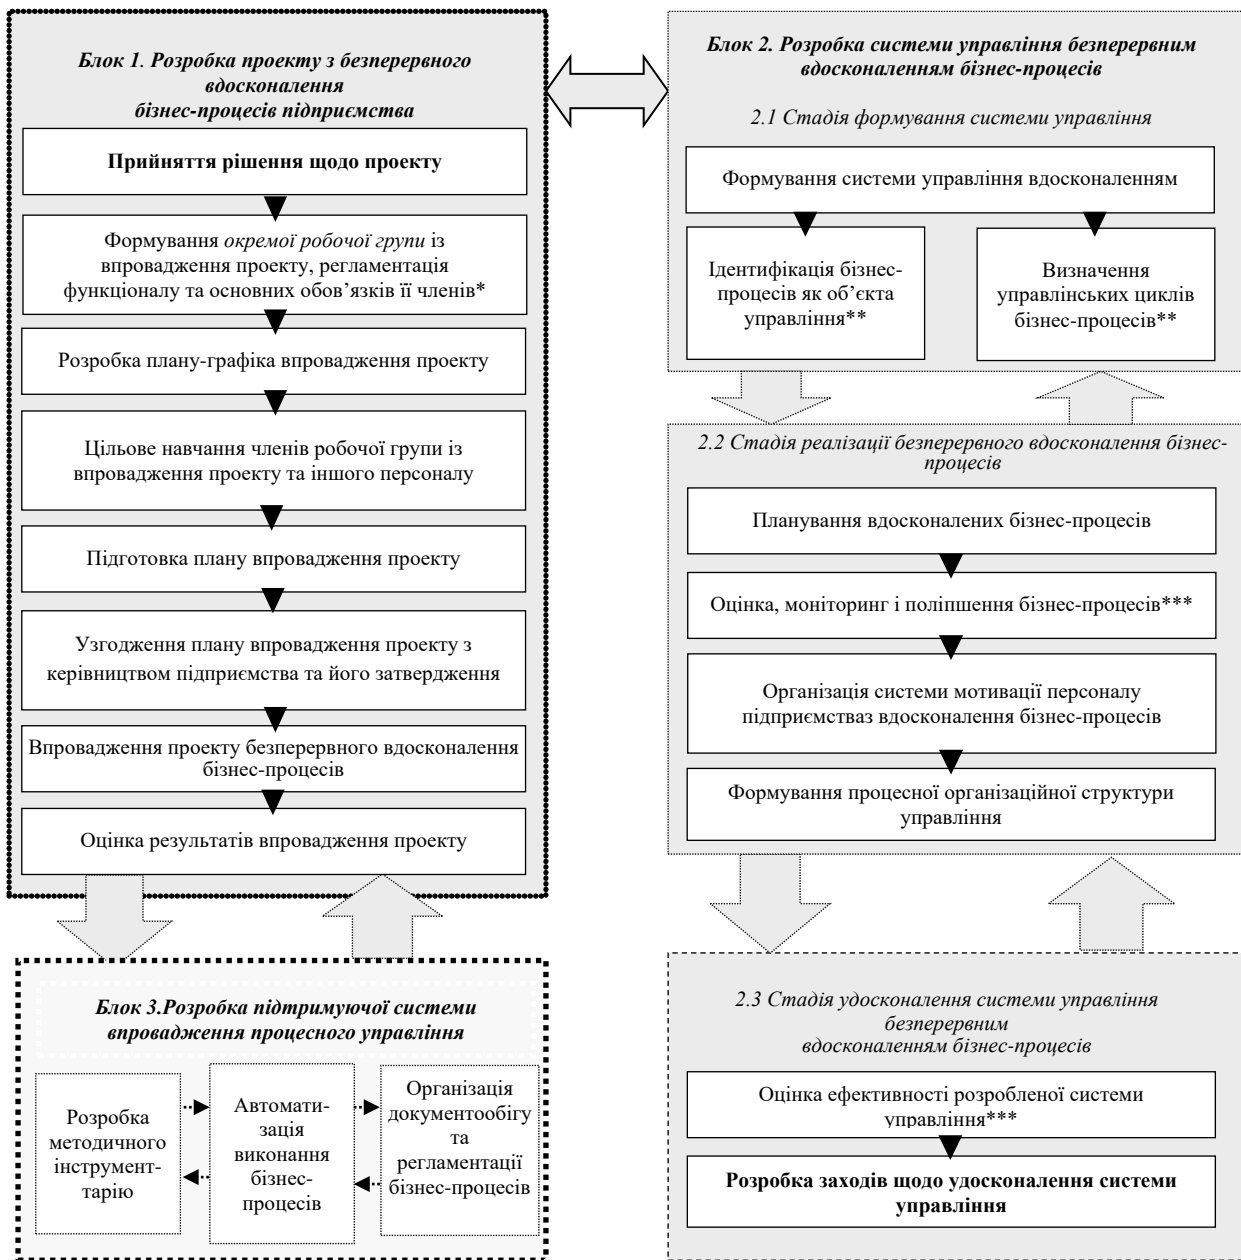 Блок 1. Розробка проекту з безперервного
вдосконалення
бізнес-процесів підприємства
Прийняття рішення щодо проекту
Формування окремої робочої групи із
впровадження проекту, регламентація
функціоналу та основних обов’язків її членів*
Розробка плану-графіка впровадження проекту
Цільове навчання членів робочої групи із
впровадження проекту та іншого персоналу
Підготовка плану впровадження проекту
Узгодження плану впровадження проекту з
керівництвом підприємства та його затвердження
Впровадження проекту безперервного вдосконалення
бізнес-процесів
Оцінка результатів впровадження проекту
Блок 2. Розробка системи управління безперервним
вдосконаленням бізнес-процесів
2.1 Стадія формування системи управління
Формування системи управління вдосконаленням
Ідентифікація бізнес-
процесів як об’єкта
управління**
Визначення
управлінських циклів
бізнес-процесів**
2.2 Стадія реалізації безперервного вдосконалення бізнес-
процесів
Планування вдосконалених бізнес-процесів
Оцінка, моніторинг і поліпшення бізнес-процесів***
Організація системи мотивації персоналу
підприємстваз вдосконалення бізнес-процесів
Формування процесної організаційної структури
управління
2.3 Стадія удосконалення системи управління
безперервним
вдосконаленням бізнес-процесів
Оцінка ефективності розробленої системи
управління***
Розробка заходів щодо удосконалення системи
управління
Блок 3.Розробка підтримуючої системи
впровадження процесного управління
Розробка
методичного
інструмент-
тарію
Автомати-
зація
виконання
бізнес-
процесів
Організація
документообігу
та
регламентації
бізнес-процесів